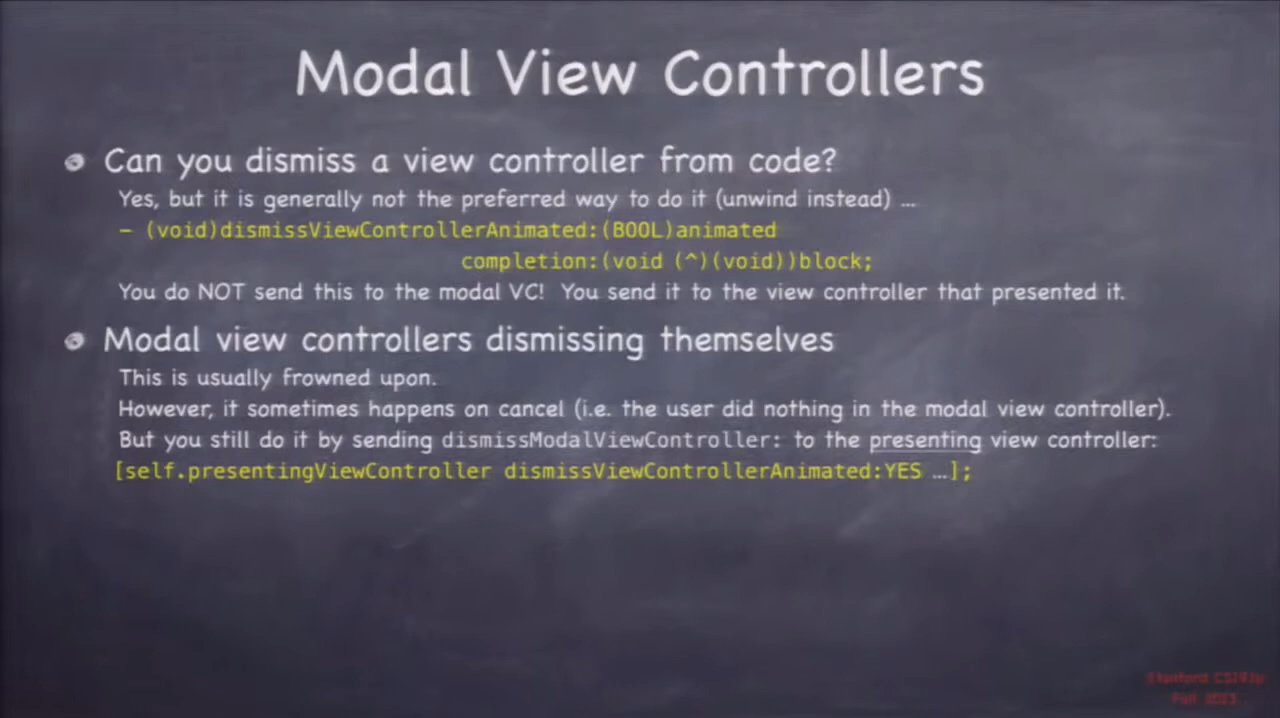 Modal View Controllers
Can you dismiss a view controller from code?
Yes, but it is generally not the preferred way to do it (unwind instead) …
- (void)dismissViewControllerAnimated:(BOOL)animated
completion:(void (^)(void))block;
You do NOT send this to the modal VC! You send it to the view controller that presented it.
Modal view controllers dismissing themselves
This is usually frowned upon.
However, it sometimes happens on cancel (i.e. the user did nothing in the modal view controller).
But you still do it by sending dismissModalViewController: to the presenting view controller:
[self.presentingViewController dismissViewControllerAnimated:YES …];
Stanford CS193p
Fall 2013